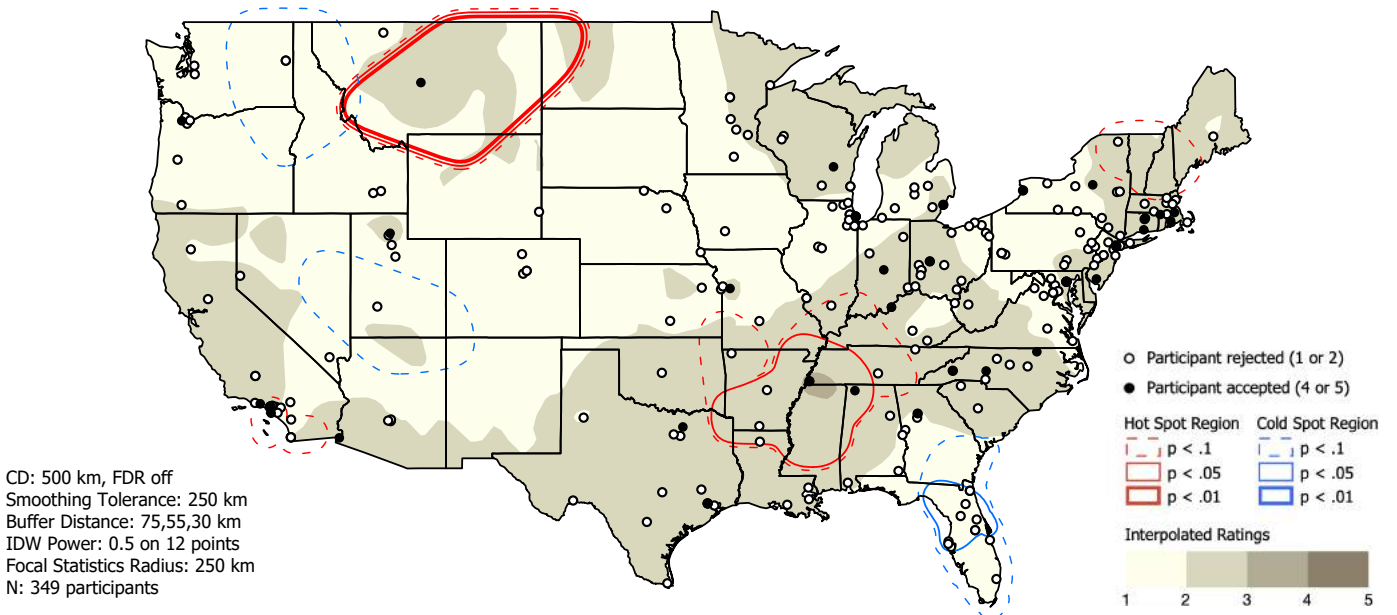 Participant rejected (1 or 2)
Participant accepted (4 or 5)
Hot Spot Region Cold Spot Region
p < .1 p < .1
p < .05 p < .05
p < .01 p < .01
Interpolated Ratings
1 2 3 4 5
CD: 500 km, FDR off
Smoothing Tolerance: 250 km
Buffer Distance: 75,55,30 km
IDW Power: 0.5 on 12 points
Focal Statistics Radius: 250 km
N: 349 participants